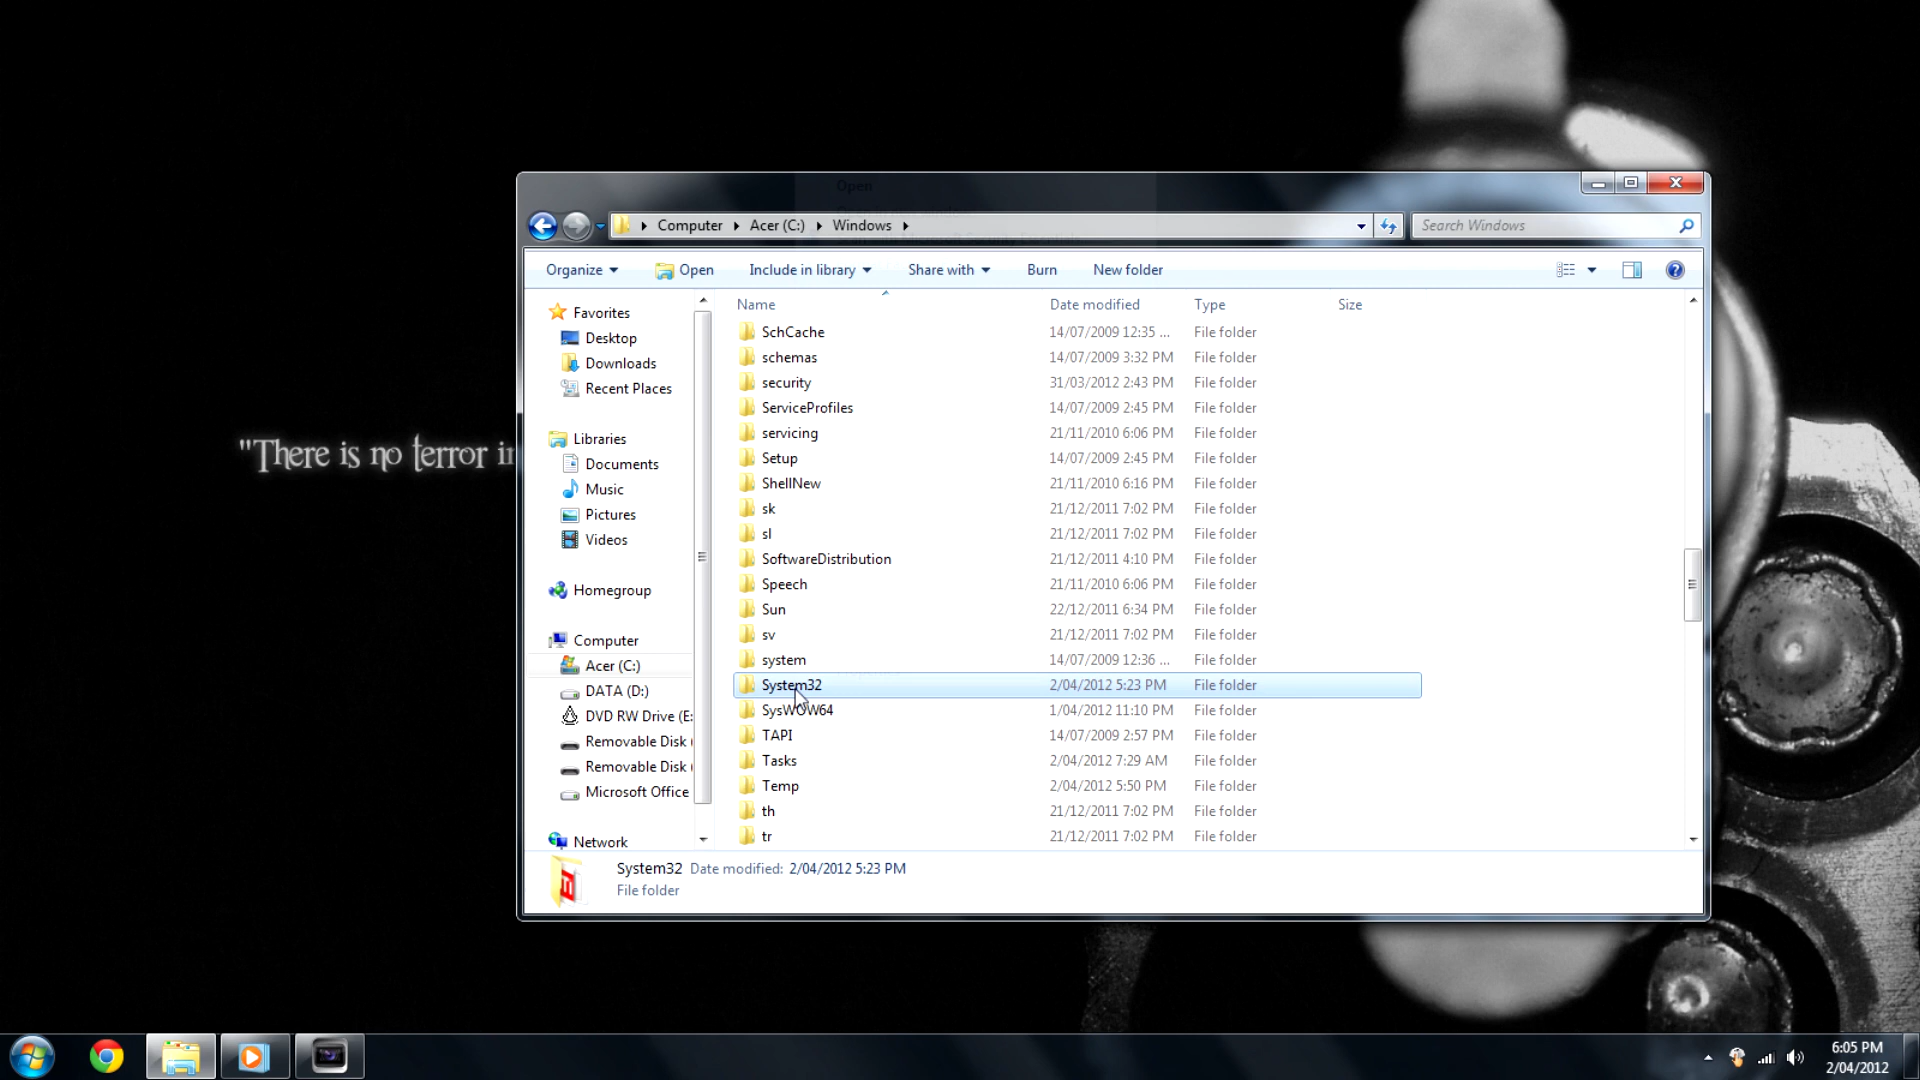 Open
Computer Acer (C:) Windows
Search Windows
Organize Open Include in library Share with Burn New folder
Name Date modified Type Size
Favorites
Desktop
Downloads
Recent Places
Libraries
Documents
Music
Pictures
Videos
Homegroup
Computer
Acer (C:)
DATA (D:)
DVD RW Drive (E:
Removable Disk (
Removable Disk (
Microsoft Office
Network
SchCache 14/07/2009 12:35 ... File folder
schemas 14/07/2009 3:32 PM File folder
security 31/03/2012 2:43 PM File folder
ServiceProfiles 14/07/2009 2:45 PM File folder
servicing 21/11/2010 6:06 PM File folder
Setup 14/07/2009 2:45 PM File folder
ShellNew 21/11/2010 6:16 PM File folder
sk 21/12/2011 7:02 PM File folder
sl 21/12/2011 7:02 PM File folder
SoftwareDistribution 21/12/2011 4:10 PM File folder
Speech 21/11/2010 6:06 PM File folder
Sun 22/12/2011 6:34 PM File folder
sv 21/12/2011 7:02 PM File folder
system 14/07/2009 12:36 ... File folder
System32 2/04/2012 5:23 PM File folder
SysWOW64 1/04/2012 11:10 PM File folder
TAPI 14/07/2009 2:57 PM File folder
Tasks 2/04/2012 7:29 AM File folder
Temp 2/04/2012 5:50 PM File folder
th 21/12/2011 7:02 PM File folder
tr 21/12/2011 7:02 PM File folder
System32 Date modified: 2/04/2012 5:23 PM
File folder
"There is no terror in
6:05 PM
2/04/2012